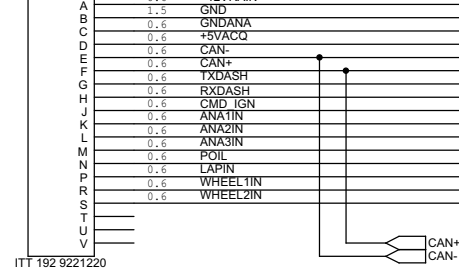 A
B 1.5 GND
C 0.6 GNDANA
D 0.6 +5VACQ
E 0.6 CAN-
F 0.6 CAN+
G 0.6 TXDASH
H 0.6 RXDASH
J 0.6 CMD_IGN
K 0.6 ANA1IN
L 0.6 ANA2IN
M 0.6 ANA3IN
N 0.6 POIL
P 0.6 LAPIN
R 0.6 WHEEL1IN
S 0.6 WHEEL2IN
T
U
V
CAN+
CAN-
ITT 192 9221220